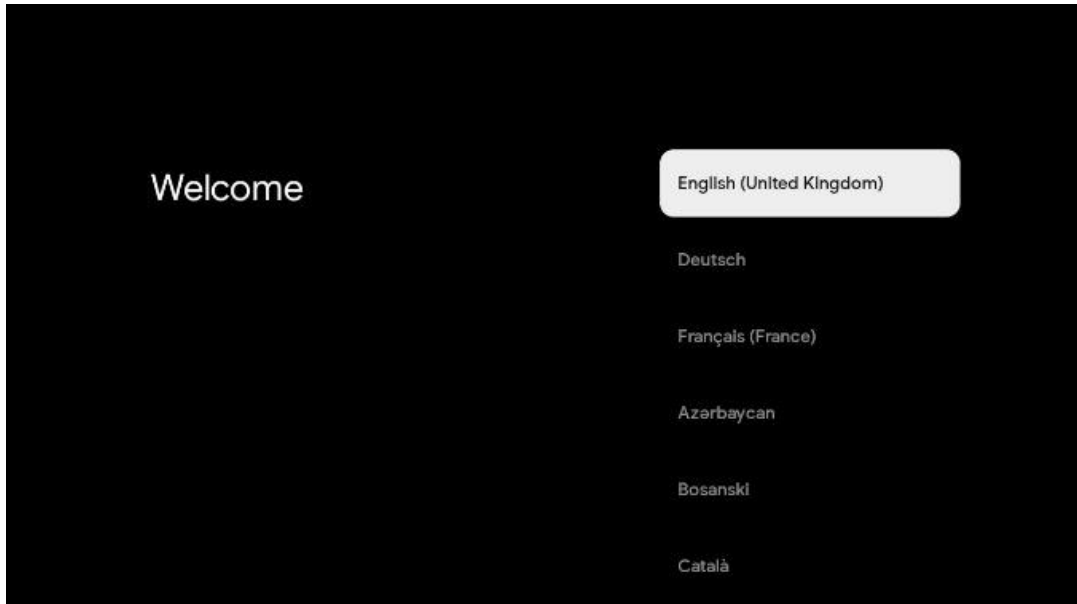 Welcome
English (United Kingdom)
Deutsch
Français (France)
Azərbaycan
Bosanski
Català